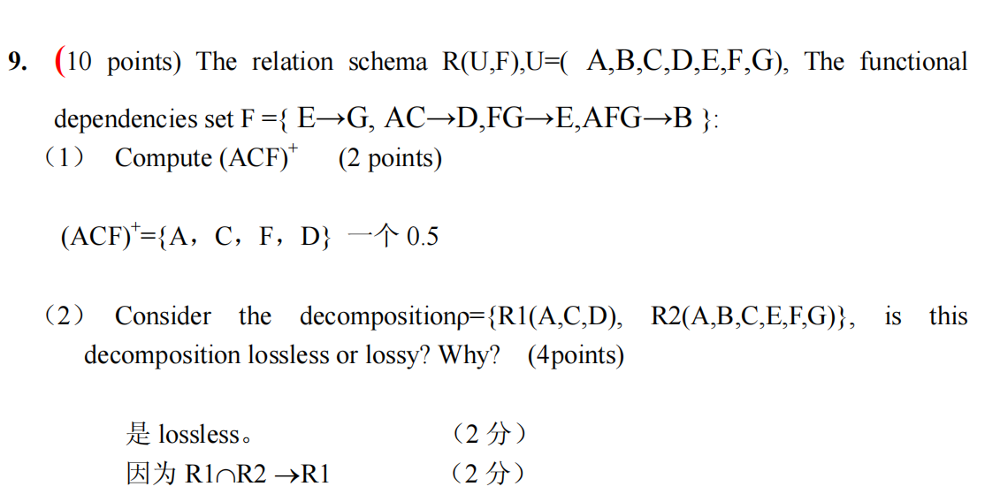 9. (10 points) The relation schema R(U,F),U=( A,B,C,D,E,F,G), The functional
dependencies set F ={ E→G, AC→D,FG→E,AFG→B }:
（1） Compute (ACF)⁺ (2 points)
(ACF)⁺={A，C，F，D} 一个 0.5
（2） Consider the decompositionρ={R1(A,C,D), R2(A,B,C,E,F,G)}, is this
decomposition lossless or lossy? Why? (4points)
是 lossless。 （2 分）
因为 R1∩R2 →R1 （2 分）